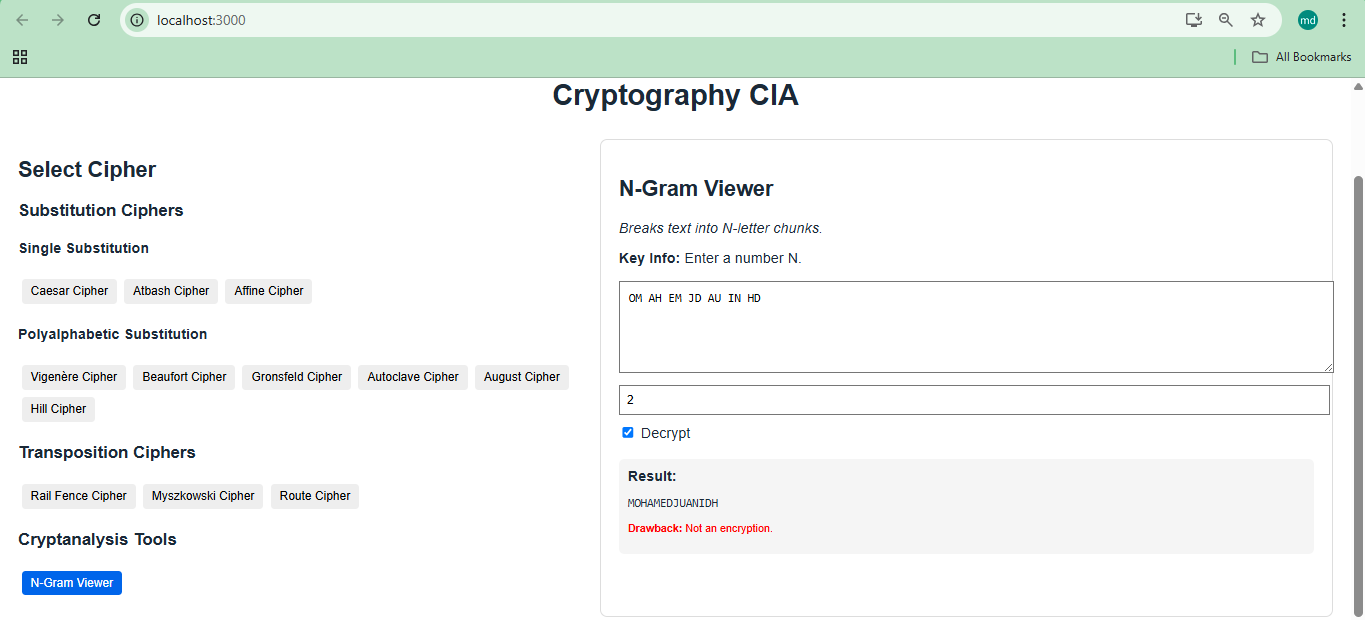 localhost:3000
md
All Bookmarks
Cryptography CIA
Select Cipher
Substitution Ciphers
Single Substitution
Caesar Cipher Atbash Cipher Affine Cipher
Polyalphabetic Substitution
Vigenère Cipher Beaufort Cipher Gronsfeld Cipher Autoclave Cipher August Cipher
Hill Cipher
Transposition Ciphers
Rail Fence Cipher Myszkowski Cipher Route Cipher
Cryptanalysis Tools
N-Gram Viewer
N-Gram Viewer
Breaks text into N-letter chunks.
Key Info: Enter a number N.
OM AH EM JD AU IN HD
2
Decrypt
Result:
MOHAMEDJUANIDH
Drawback: Not an encryption.